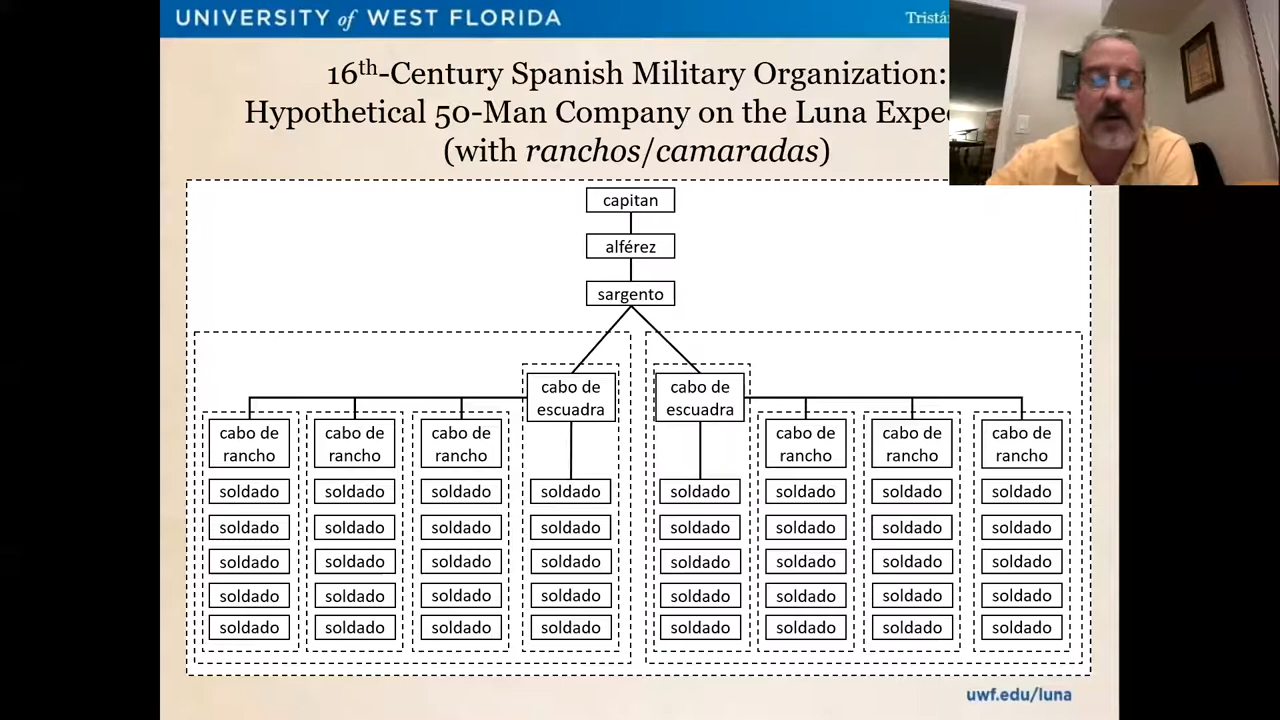 UNIVERSITY of WEST FLORIDA
16th-Century Spanish Military Organization:
Hypothetical 50-Man Company on the Luna
(with ranchos/camaradas)
capitan
alférez
sargento
cabo de escuadra cabo de escuadra
cabo de rancho cabo de rancho cabo de rancho cabo de rancho cabo de rancho cabo de rancho
soldado soldado soldado soldado soldado soldado soldado soldado
soldado soldado soldado soldado soldado soldado soldado soldado
soldado soldado soldado soldado soldado soldado soldado soldado
soldado soldado soldado soldado soldado soldado soldado soldado
soldado soldado soldado soldado soldado soldado soldado soldado
uwf.edu/luna